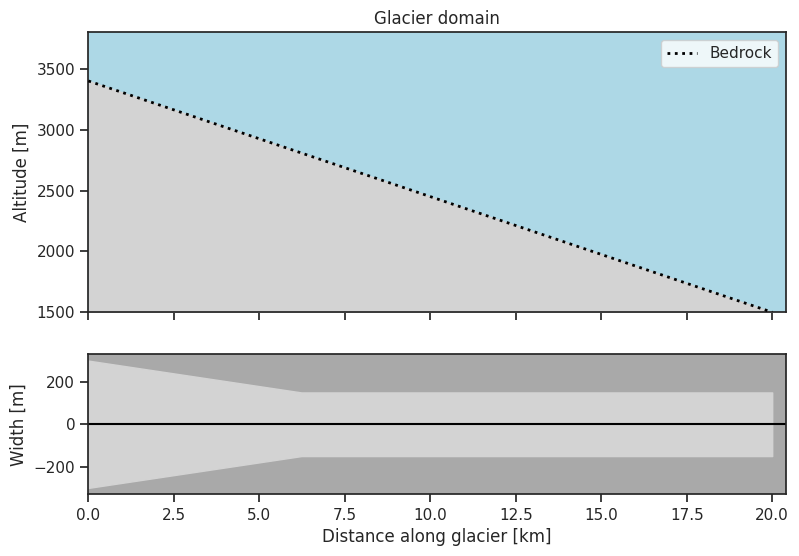 Glacier domain
Bedrock
Altitude [m]
3500
3000
2500
2000
1500
Width [m]
200
0
−200
0.0 2.5 5.0 7.5 10.0 12.5 15.0 17.5 20.0
Distance along glacier [km]